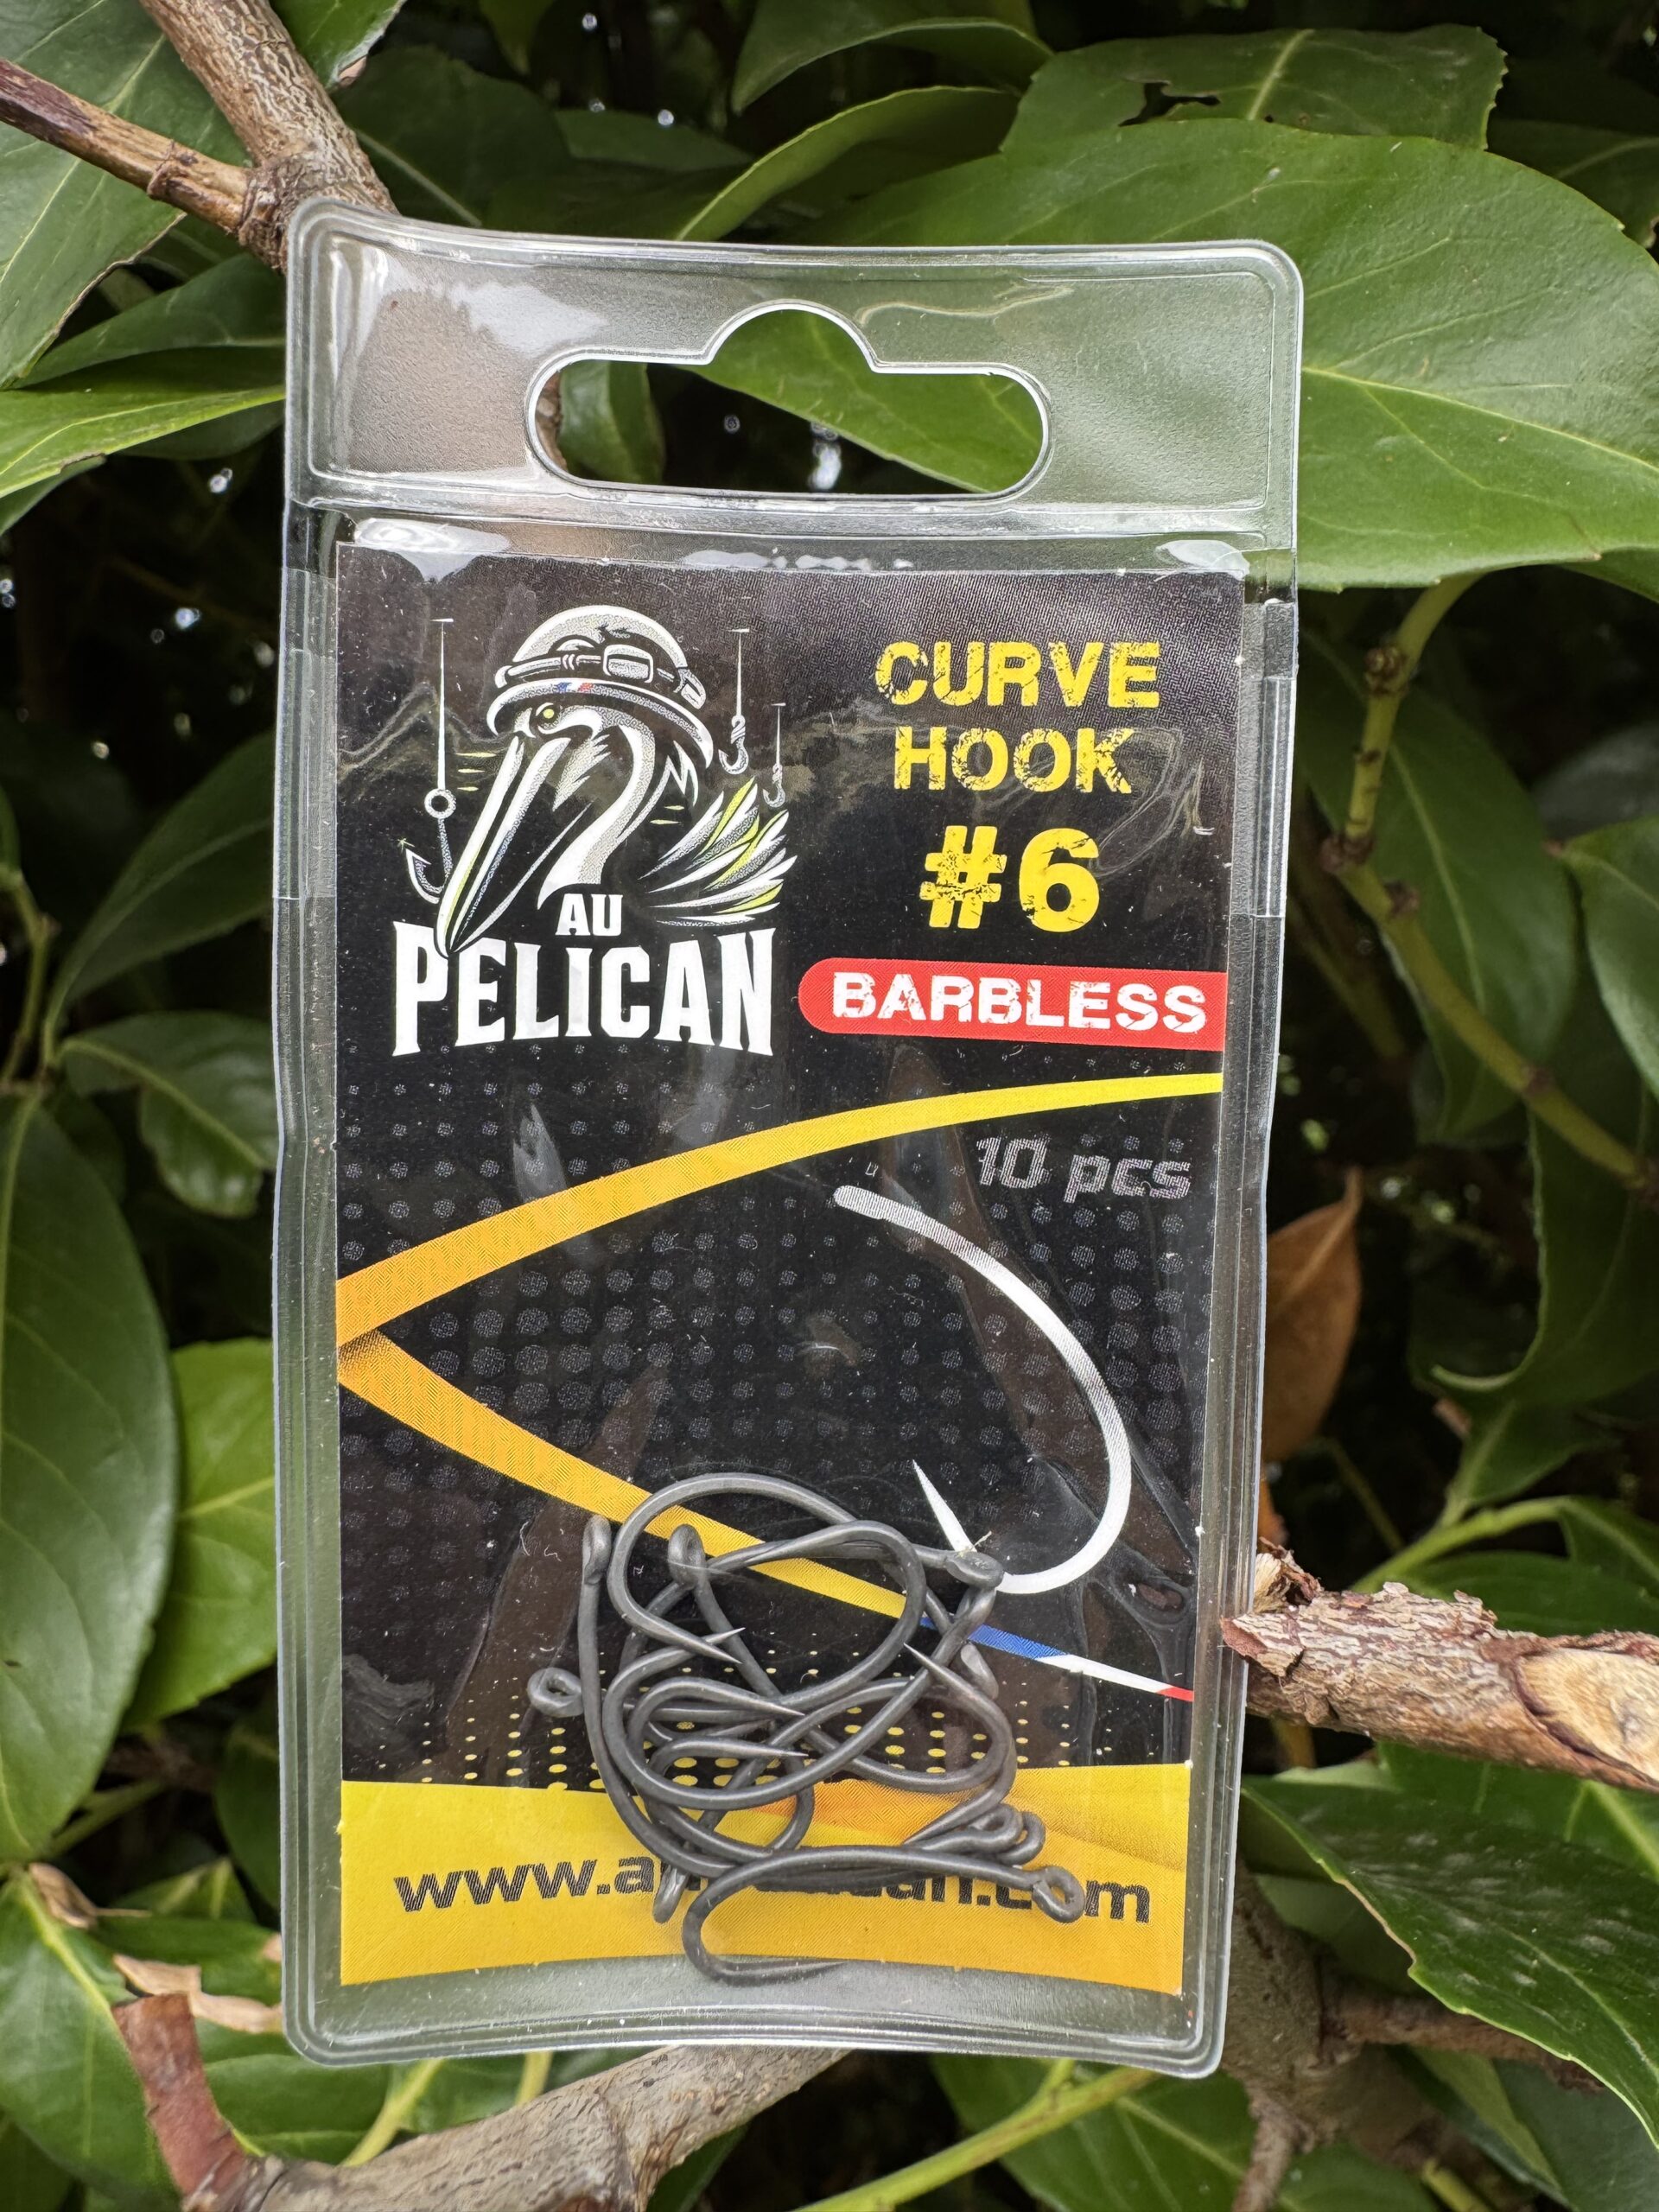 CURVE
HOOK
#6
AU
PELICAN
BARBLESS
10 pcs